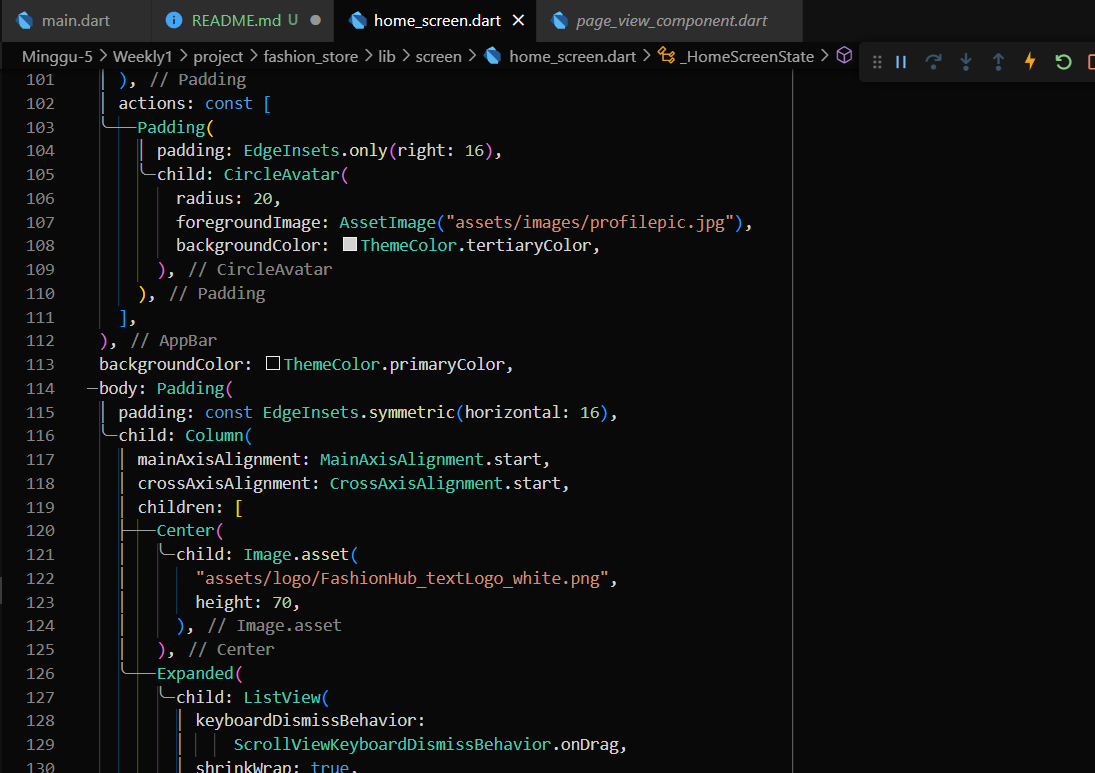 main.dart
README.md U
home_screen.dart
page_view_component.dart
Minggu-5 > Weekly1 > project > fashion_store > lib > screen > home_screen.dart > _HomeScreenState >
101 ), // Padding
102 actions: const [
103 Padding(
104 padding: EdgeInsets.only(right: 16),
105 child: CircleAvatar(
106 radius: 20,
107 foregroundImage: AssetImage("assets/images/profilepic.jpg"),
108 backgroundColor: ThemeColor.tertiaryColor,
109 ), // CircleAvatar
110 ), // Padding
111 ],
112 ), // AppBar
113 backgroundColor: ThemeColor.primaryColor,
114 body: Padding(
115 padding: const EdgeInsets.symmetric(horizontal: 16),
116 child: Column(
117 mainAxisAlignment: MainAxisAlignment.start,
118 crossAxisAlignment: CrossAxisAlignment.start,
119 children: [
120 Center(
121 child: Image.asset(
122 "assets/logo/FashionHub_textLogo_white.png",
123 height: 70,
124 ), // Image.asset
125 ), // Center
126 Expanded(
127 child: ListView(
128 keyboardDismissBehavior:
129 ScrollViewKeyboardDismissBehavior.onDrag,
130 shrinkWrap: true,